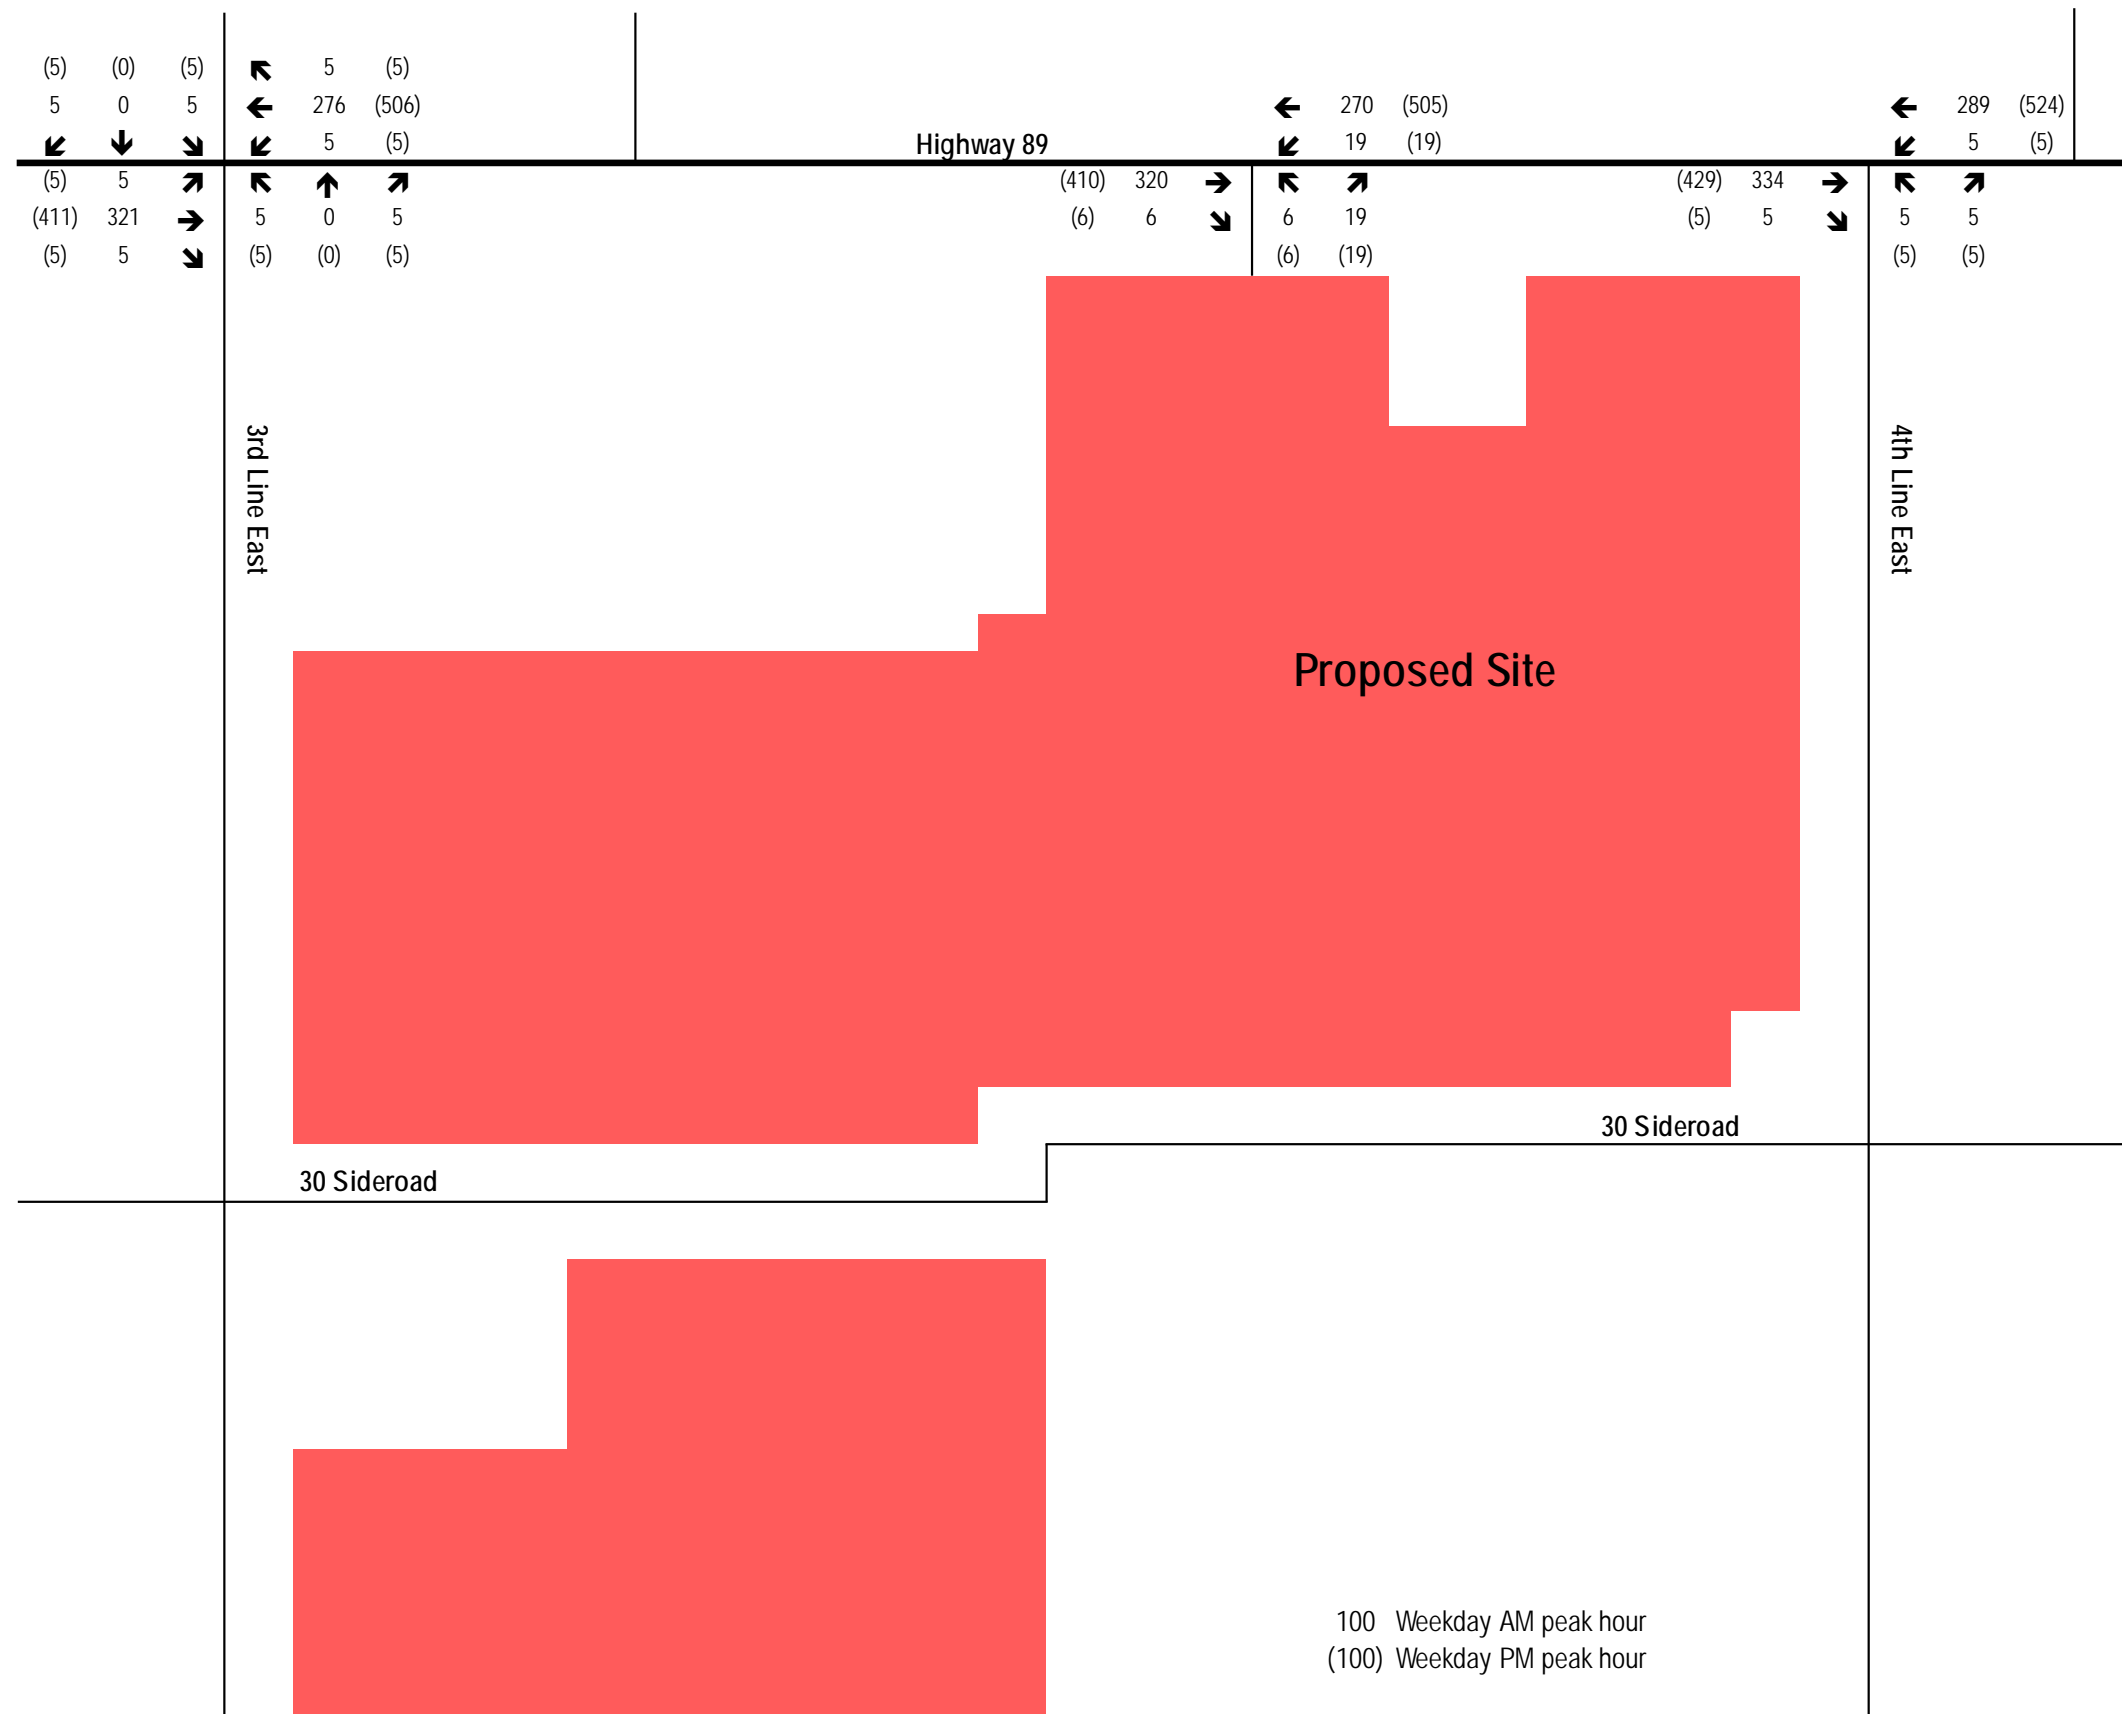 (5) (0) (5) 5 (5)
5 0 5 276 (506) 270 (505) 289 (524)
5 (5) Highway 89 19 (19) 5 (5)
(5) 5 (410) 320 (429) 334
(411) 321 5 0 5 (6) 6 6 19 (5) 5 5 5
(5) 5 (5) (0) (5) (6) (19) (5) (5)
3rd Line East
4th Line East
Proposed Site
30 Sideroad
30 Sideroad
100 Weekday AM peak hour
(100) Weekday PM peak hour